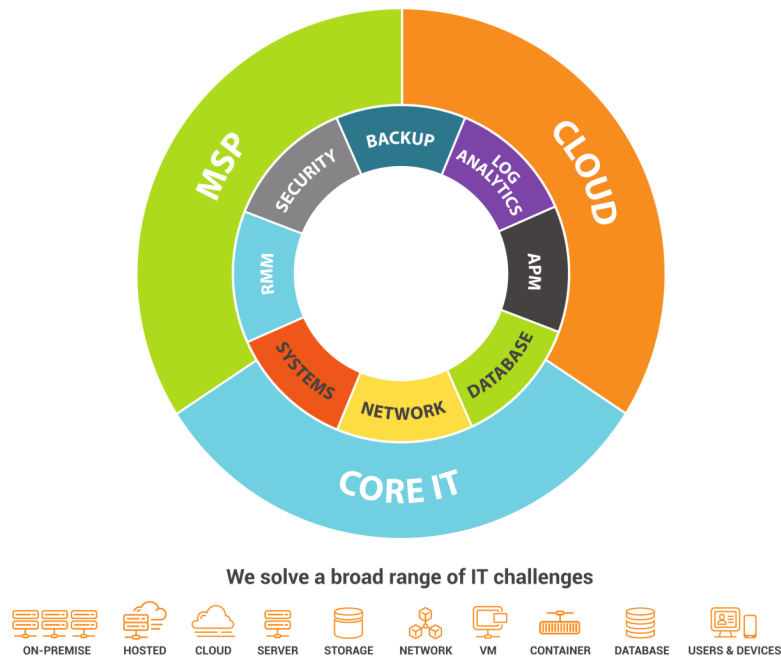 MSP
CLOUD
CORE IT
BACKUP
LOG
ANALYTICS
APM
DATABASE
NETWORK
SYSTEMS
RMM
SECURITY
We solve a broad range of IT challenges
ON-PREMISE
HOSTED
CLOUD
SERVER
STORAGE
NETWORK
VM
CONTAINER
DATABASE
USERS & DEVICES